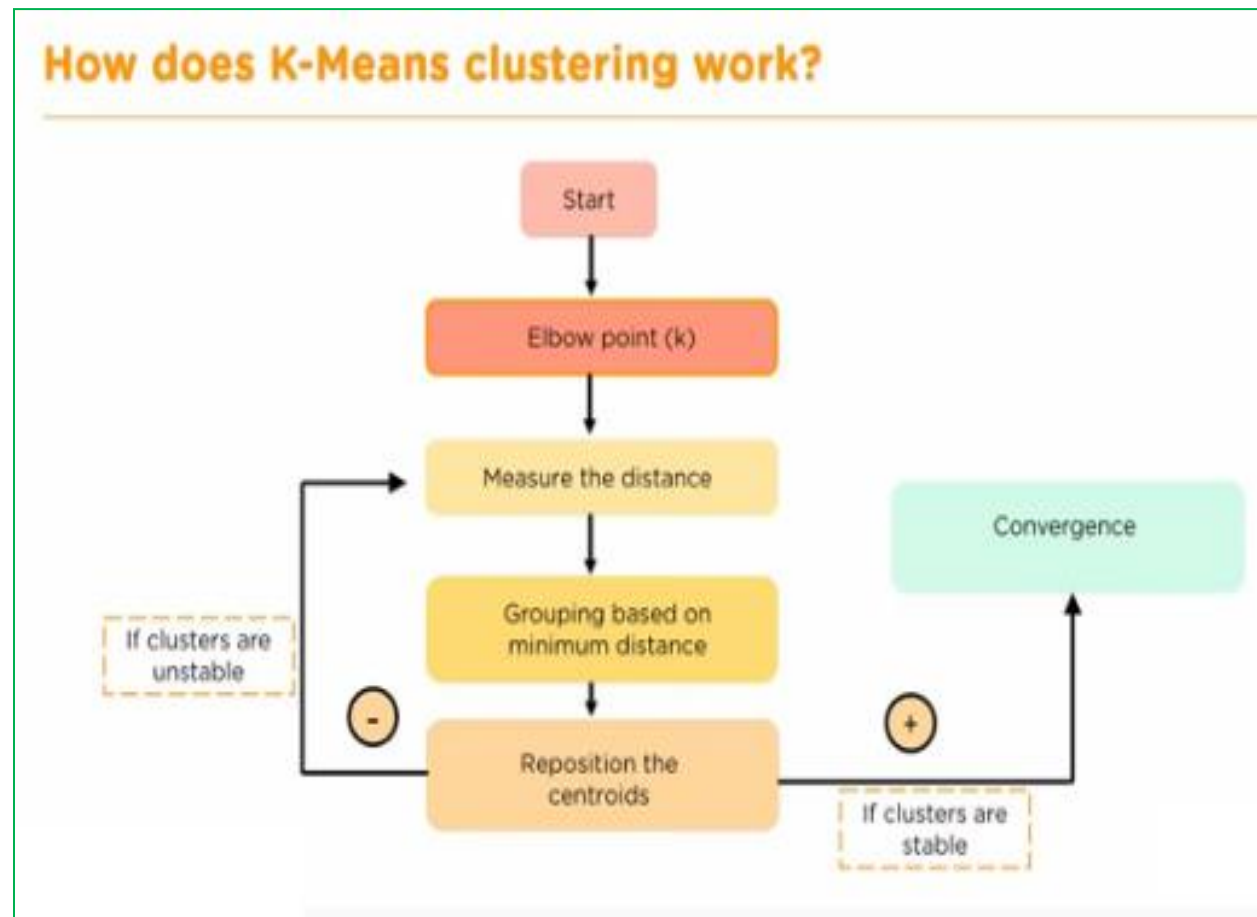 How does K-Means clustering work?
Start
Elbow point (k)
Measure the distance
Convergence
Grouping based on
minimum distance
If clusters are
unstable
-
+
Reposition the
centroids
If clusters are
stable